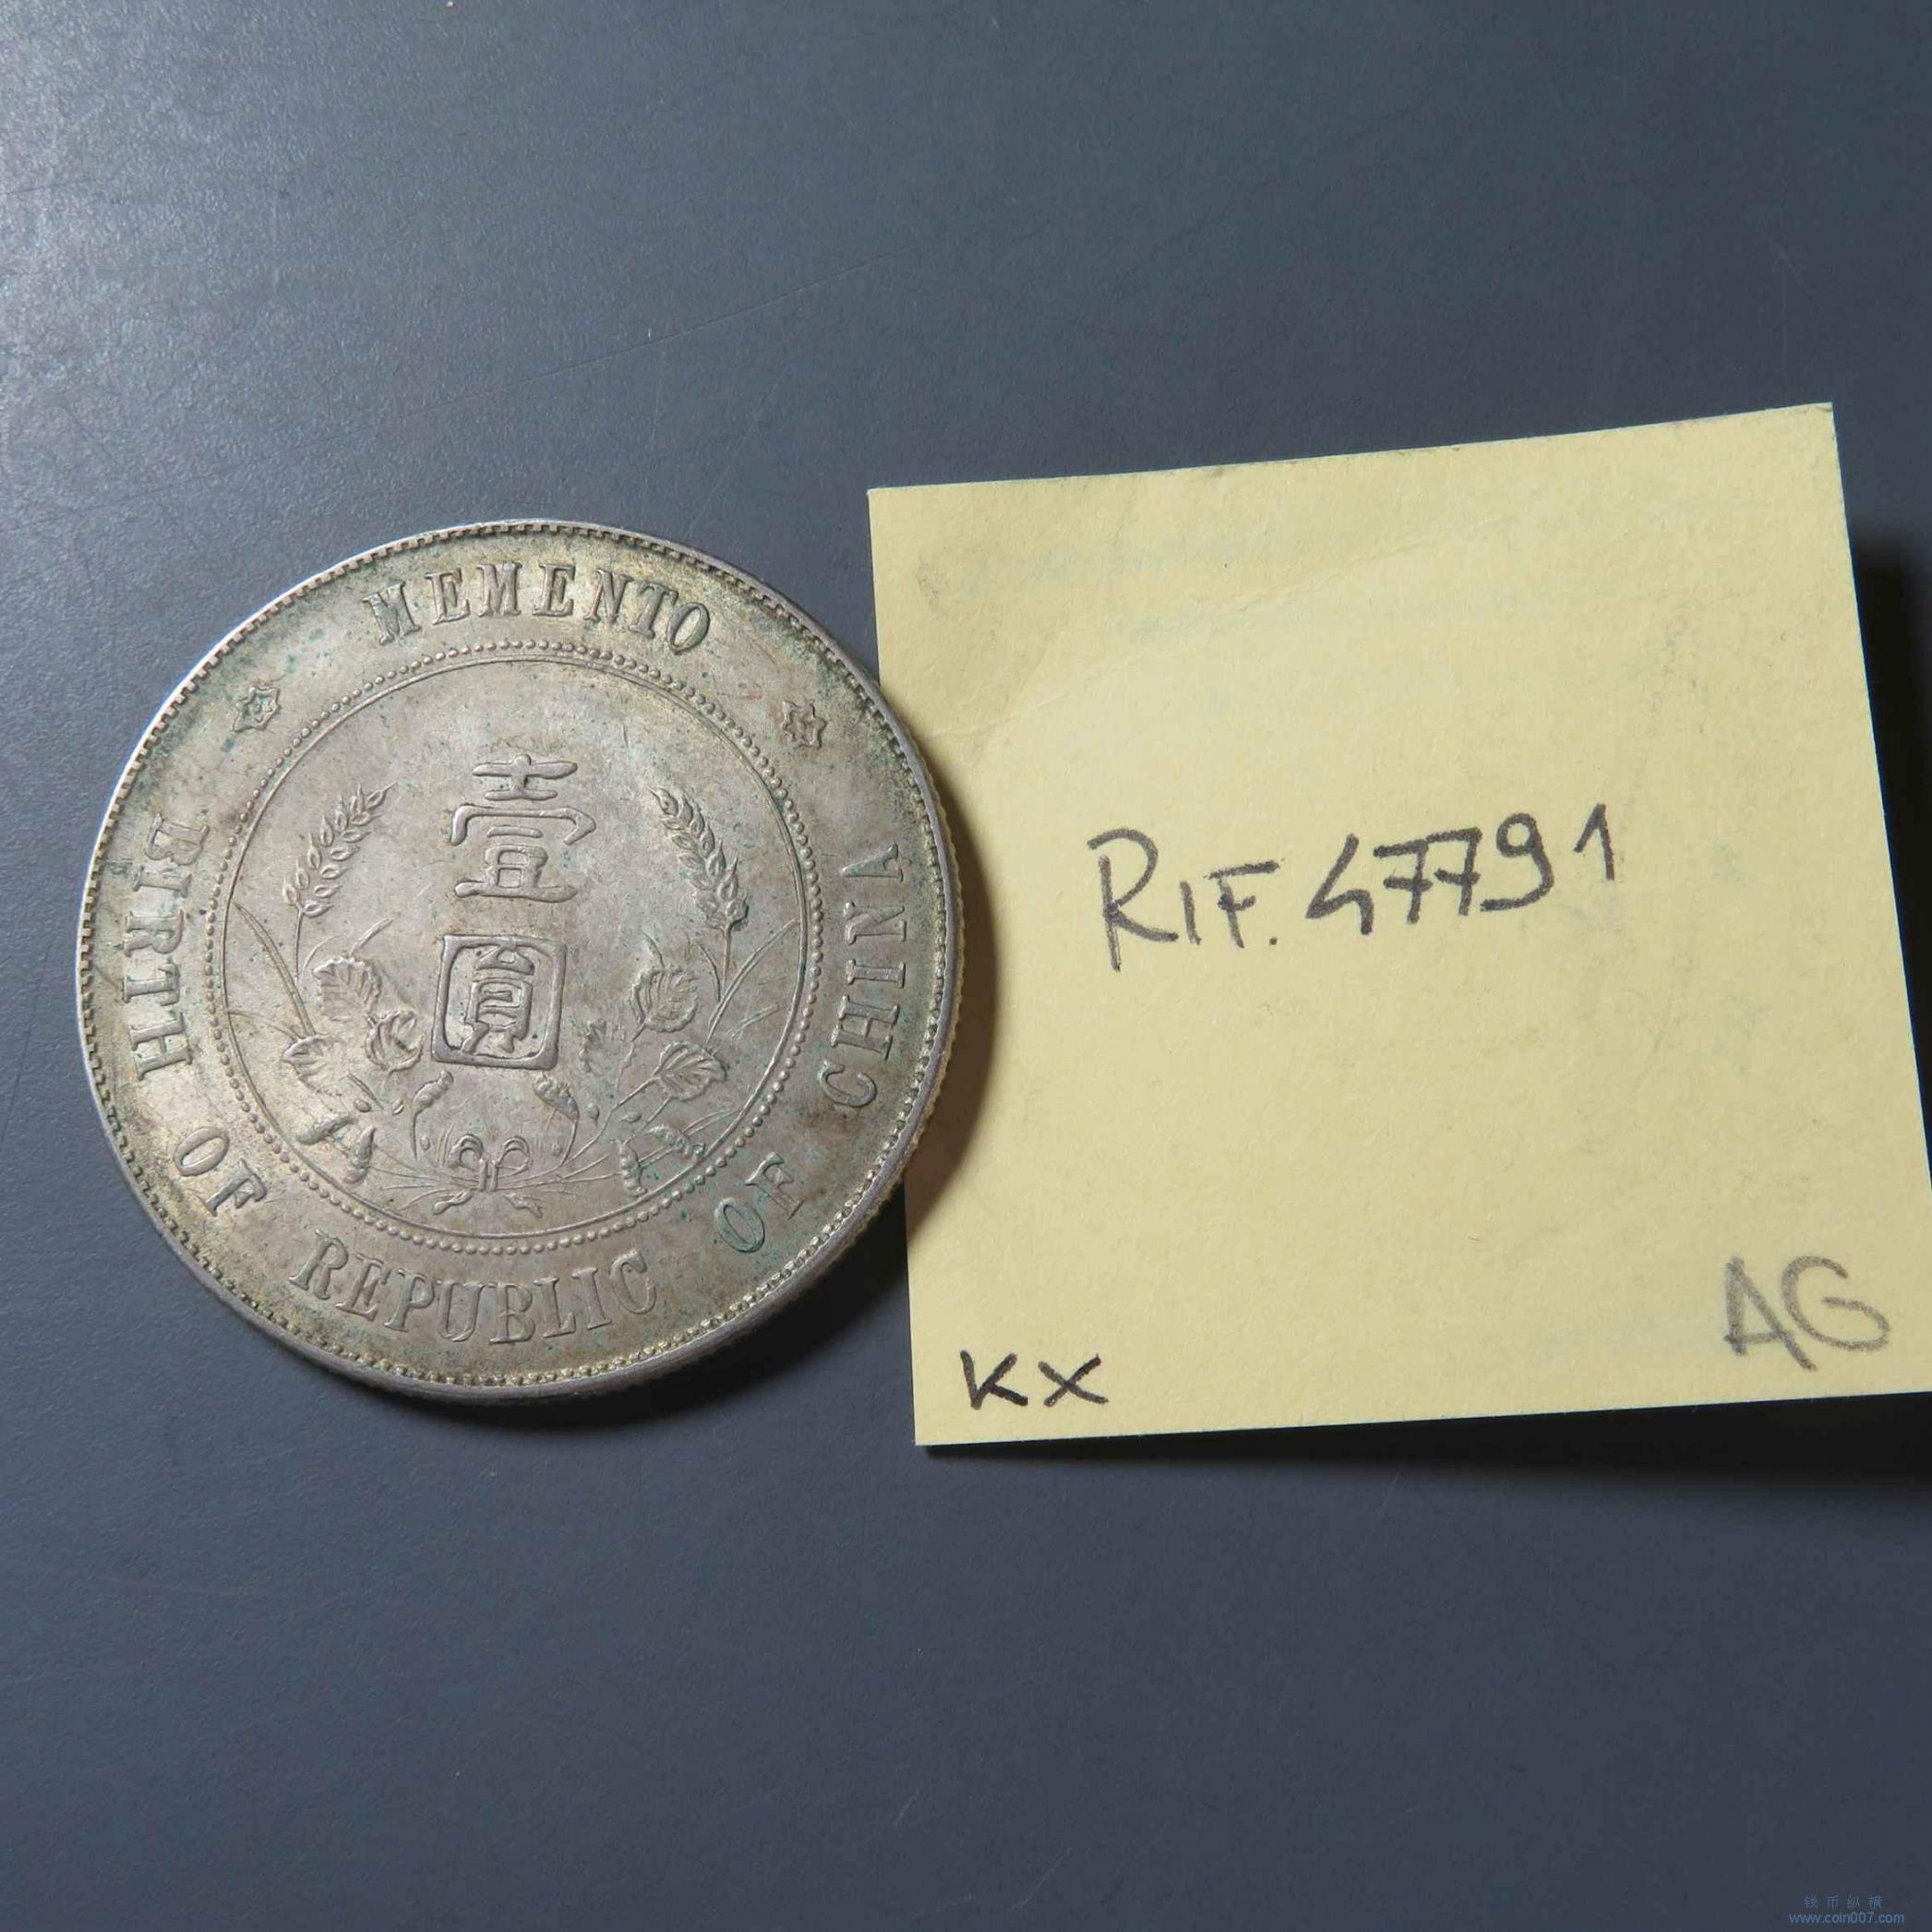 MEMENTO
BIRTH OF REPUBLIC OF CHINA
壹
圓
RIF. 47791
KX
AG
钱币纵横
www.coin007.com